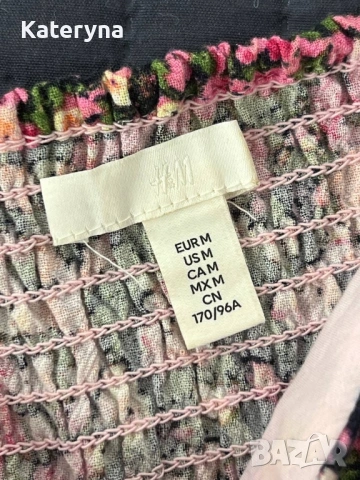 Kateryna
H&M
EUR M
US M
CA M
MX M
CN
170/96A
BAZAR